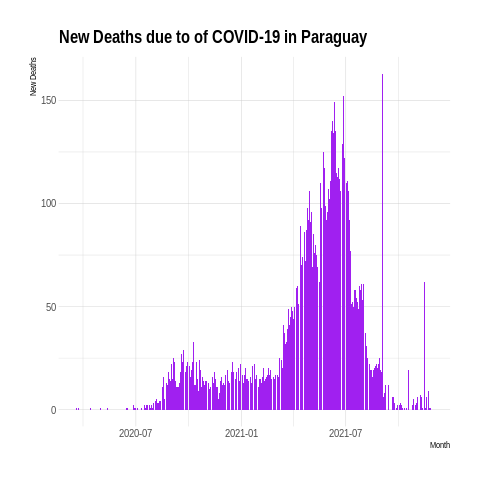 New Deaths due to of COVID-19 in Paraguay
New Deaths
150
100
50
0
2020-07
2021-01
2021-07
Month